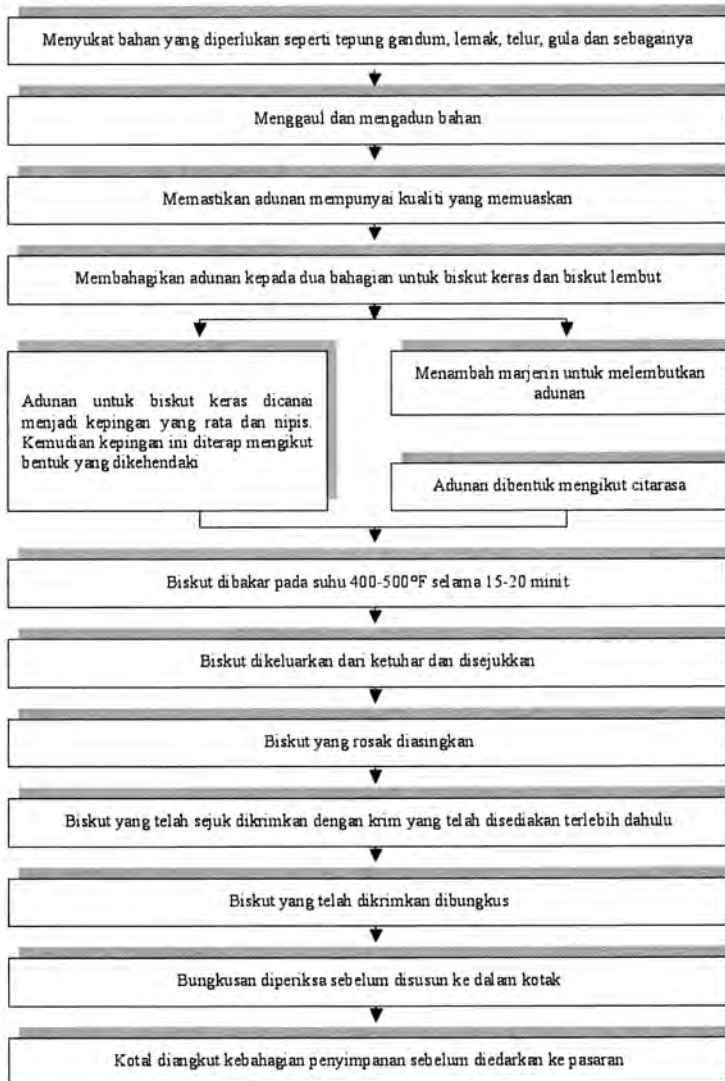 Menyukat bahan yang diperlukan seperti tepung gandum, lemak, telur, gula dan sebagainya
Menggaul dan mengadun bahan
Memastikan adunan mempunyai kualiti yang memuaskan
Membahagikan adunan kepada dua bahagian untuk biskut keras dan biskut lembut
Adunan untuk biskut keras dicanai
menjadi kepingan yang rata dan nipis.
Kemudian kepingan ini diterap mengikut
bentuk yang dikehendaki
Menambah marjerin untuk melembutkan
adunan
Adunan dibentuk mengikut citarasa
Biskut dibakar pada suhu 400-500°F selama 15-20 minit
Biskut dikeluarkan dari ketuhar dan disejukkan
Biskut yang rosak diasingkan
Biskut yang telah sejuk dikrimkan dengan krim yang telah disediakan terlebih dahulu
Biskut yang telah dikrimkan dibungkus
Bungkusan diperiksa sebelum disusun ke dalam kotak
Kotal diangkut kebahagian penyimpanan sebelum diedarkan ke pasaran